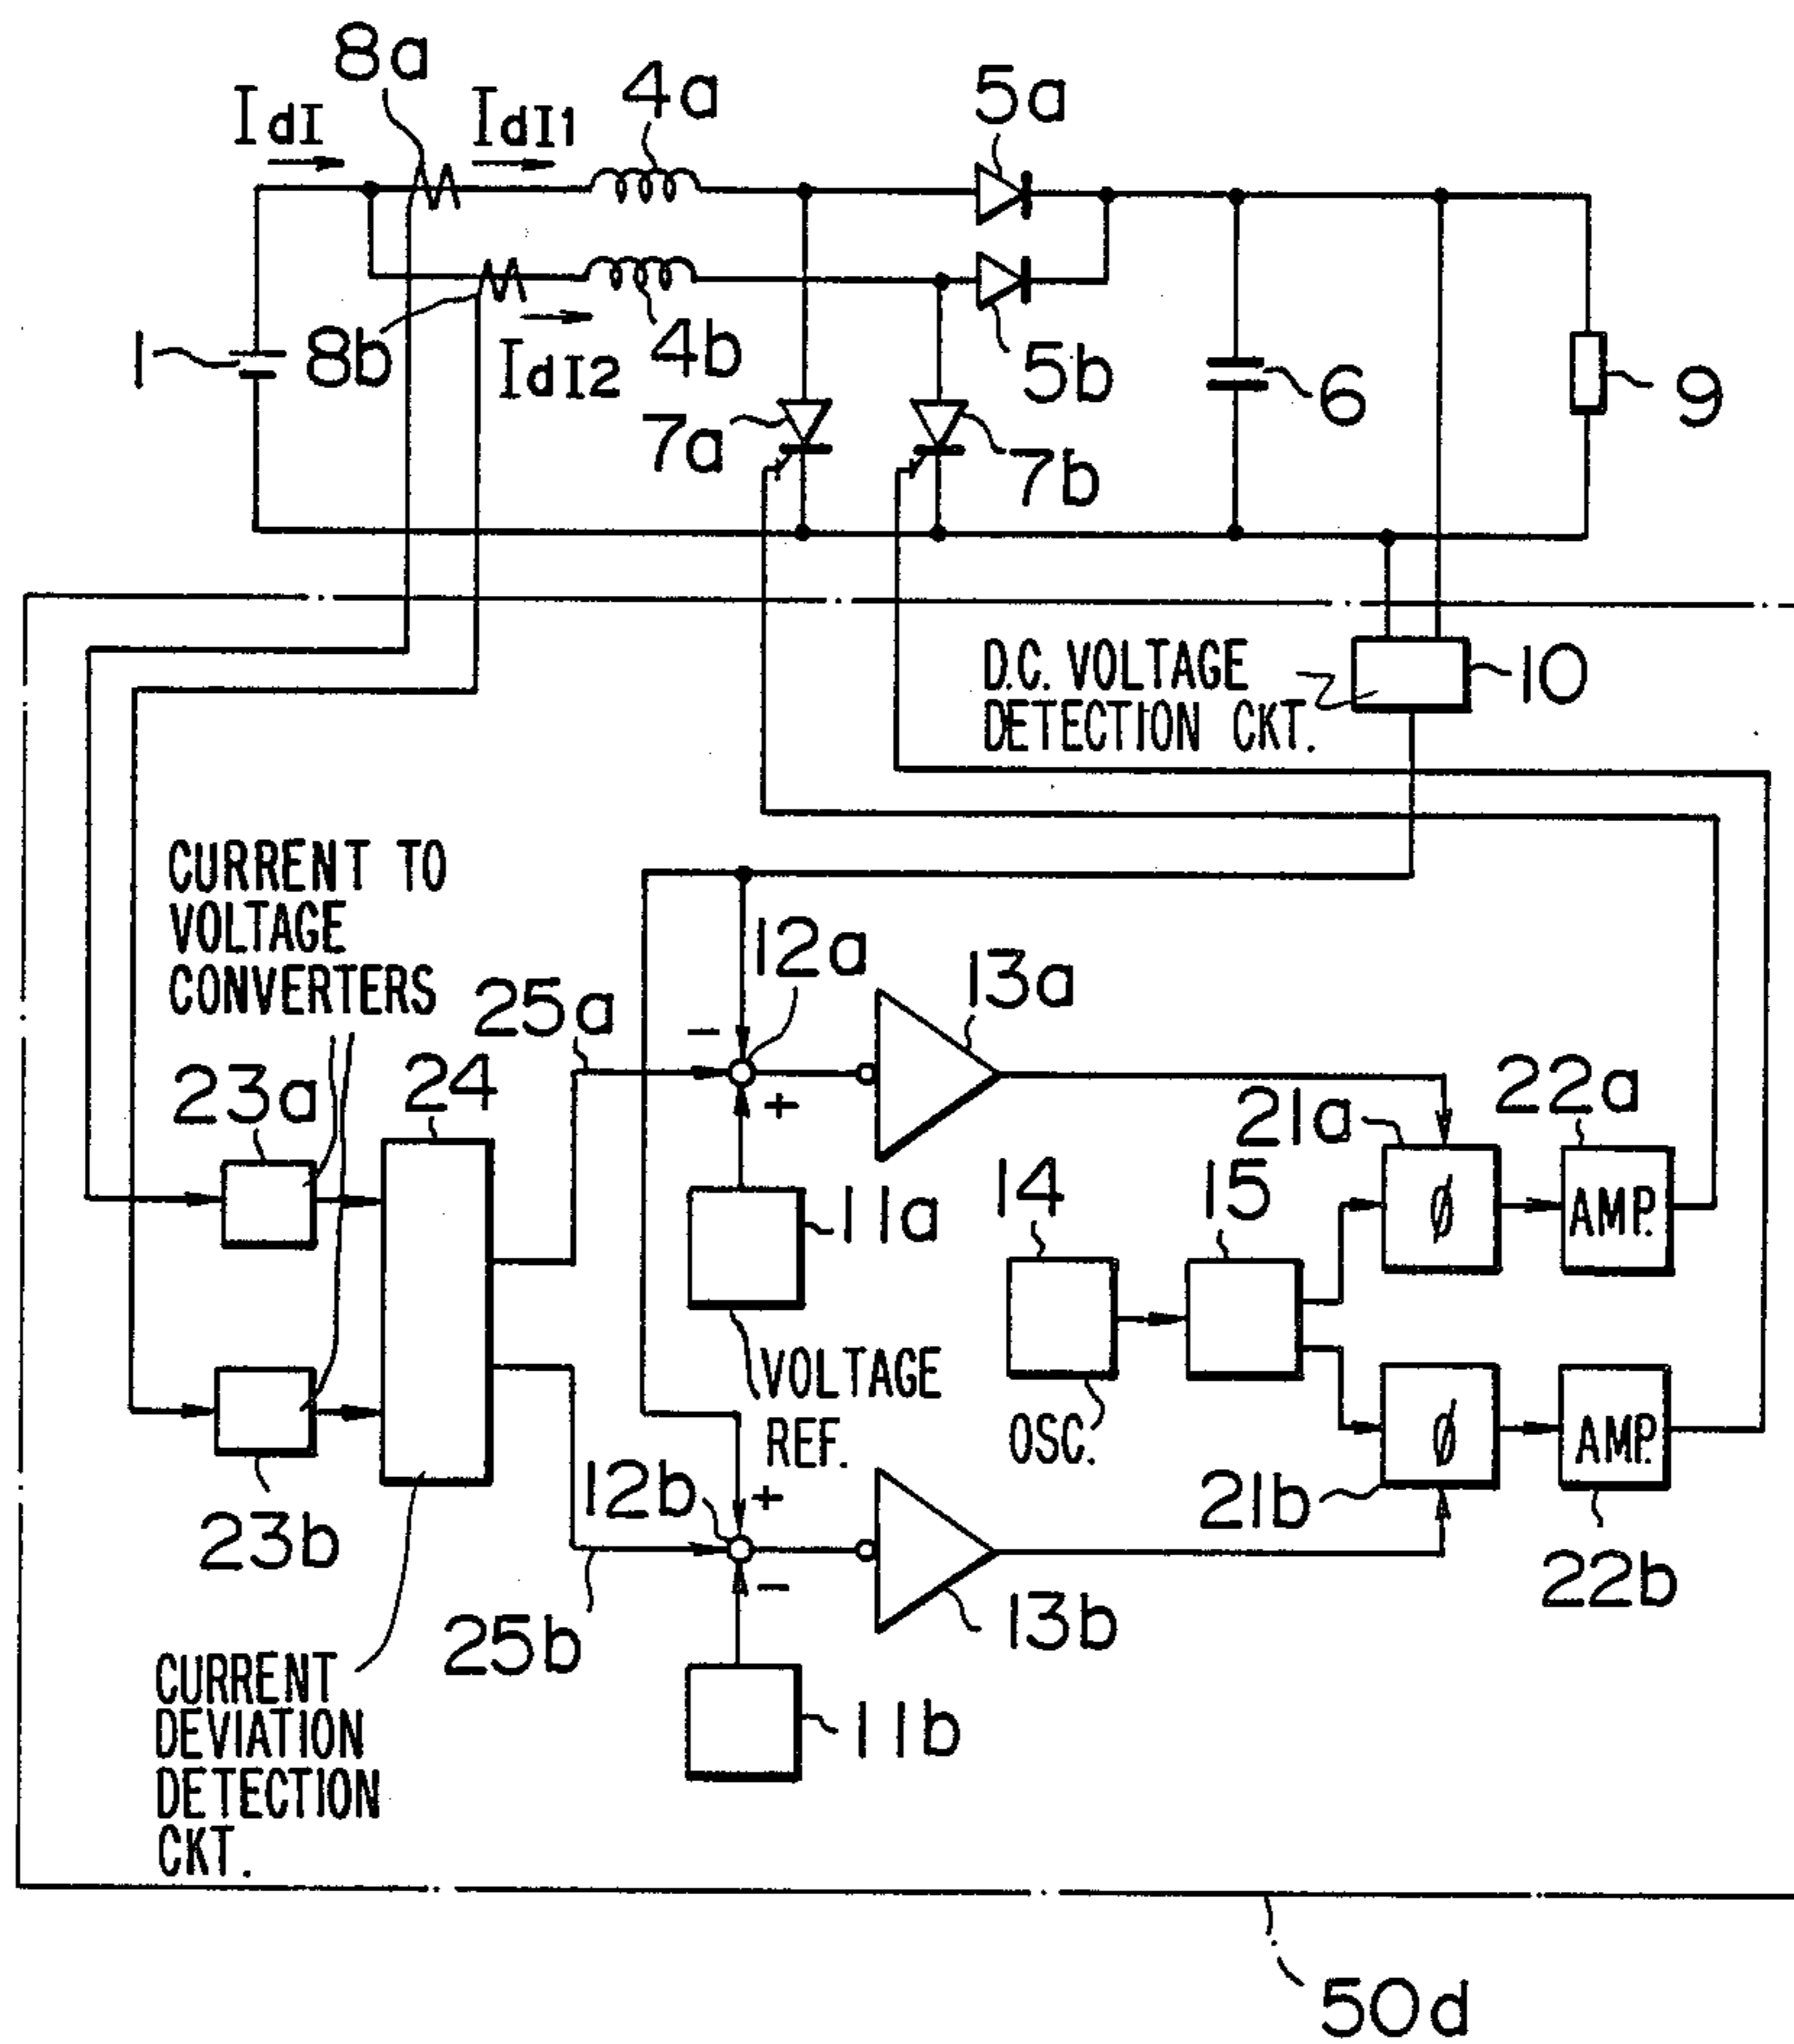 8a
IdI
IdI1
4a
5a
1
8b
IdI2
4b
5b
6
9
7a
7b
D.C. VOLTAGE
DETECTION CKT.
10
CURRENT TO
VOLTAGE
CONVERTERS
25a
12a
13a
-
+
23a
24
21a
22a
11a
14
15
ϕ
AMP.
VOLTAGE
REF.
OSC.
ϕ
AMP.
23b
12b
+
-
21b
22b
25b
13b
11b
CURRENT
DEVIATION
DETECTION
CKT.
50d